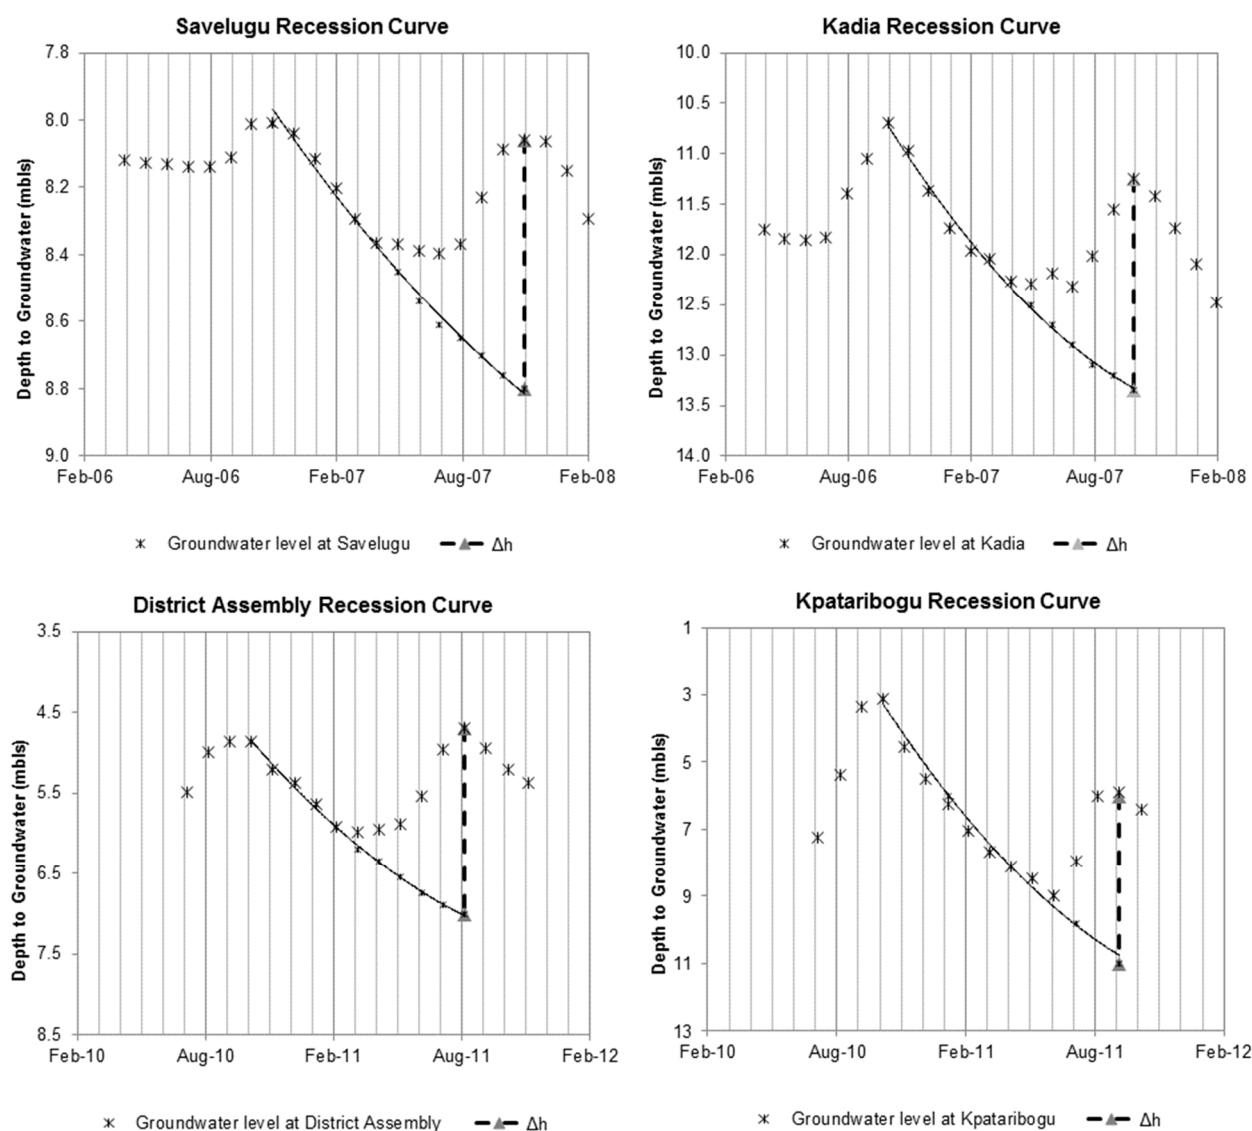 Savelugu Recession Curve
7.8
8.0
8.2
8.4
8.6
8.8
9.0
Depth to Groundwater (mbls)
Feb-06 Aug-06 Feb-07 Aug-07 Feb-08
Groundwater level at Savelugu Δh
Kadia Recession Curve
10.0
10.5
11.0
11.5
12.0
12.5
13.0
13.5
14.0
Depth to Groundwater (mbls)
Feb-06 Aug-06 Feb-07 Aug-07 Feb-08
Groundwater level at Kadia Δh
District Assembly Recession Curve
3.5
4.5
5.5
6.5
7.5
8.5
Depth to Groundwater (mbls)
Feb-10 Aug-10 Feb-11 Aug-11 Feb-12
Groundwater level at District Assembly Δh
Kpataribogu Recession Curve
1
3
5
7
9
11
13
Depth to Groundwater (mbls)
Feb-10 Aug-10 Feb-11 Aug-11 Feb-12
Groundwater level at Kpataribogu Δh